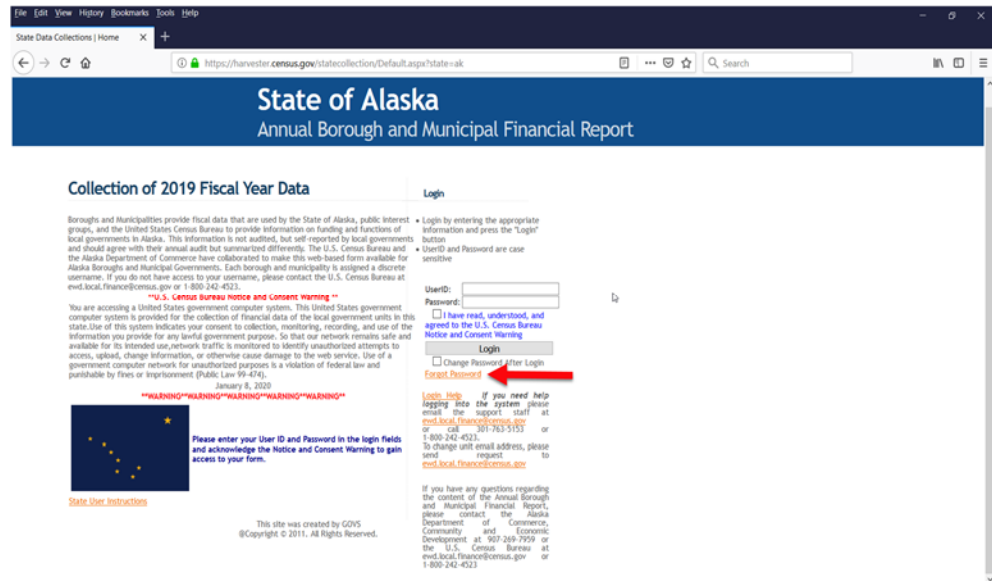 File Edit View History Bookmarks Tools Help
State Data Collections | Home
https://harvester.census.gov/statecollection/Default.aspx?state=ak
Search
State of Alaska
Annual Borough and Municipal Financial Report
Collection of 2019 Fiscal Year Data
Boroughs and Municipalities provide fiscal data that are used by the State of Alaska, public interest
groups, and the United States Census Bureau to provide information on funding and functions of
local governments in Alaska. This information is not audited, but self-reported by local governments
and should agree with their annual audit but summarized differently. The U.S. Census Bureau and
the Alaska Department of Commerce have collaborated to make this web-based form available for
Alaska Boroughs and Municipal Governments. Each borough and municipality is assigned a discrete
username. If you do not have access to your username, please contact the U.S. Census Bureau at
ewd.local.finance@census.gov or 1-800-242-4523.
**U.S. Census Bureau Notice and Consent Warning **
You are accessing a United States government computer system. This United States government
computer system is provided for the collection of financial data of the local government units in this
state.Use of this system indicates your consent to collection, monitoring, recording, and use of the
information you provide for any lawful government purpose. So that our network remains safe and
available for its intended use,network traffic is monitored to identify unauthorized attempts to
access, upload, change information, or otherwise cause damage to the web service. Use of a
government computer network for unauthorized purposes is a violation of federal law and
punishable by fines or imprisonment (Public Law 99-474).
January 8, 2020
**WARNING**WARNING**WARNING**WARNING**WARNING**
Please enter your User ID and Password in the login fields
and acknowledge the Notice and Consent Warning to gain
access to your form.
State User Instructions
This site was created by GOVS
@Copyright © 2011. All Rights Reserved.
Login
Login by entering the appropriate
information and press the "Login"
button
UserID and Password are case
sensitive
UserID:
Password:
I have read, understood, and
agreed to the U.S. Census Bureau
Notice and Consent Warning
Login
Change Password After Login
Forgot Password
Login Help If you need help
logging into the system please
email the support staff at
ewd.local.finance@census.gov
or call 301-763-5153 or
1-800-242-4523.
To change unit email address, please
send request to
ewd.local.finance@census.gov
If you have any questions regarding
the content of the Annual Borough
and Municipal Financial Report,
please contact the Alaska
Department of Commerce,
Community and Economic
Development at 907-269-7959 or
the U.S. Census Bureau at
ewd.local.finance@census.gov or
1-800-242-4523